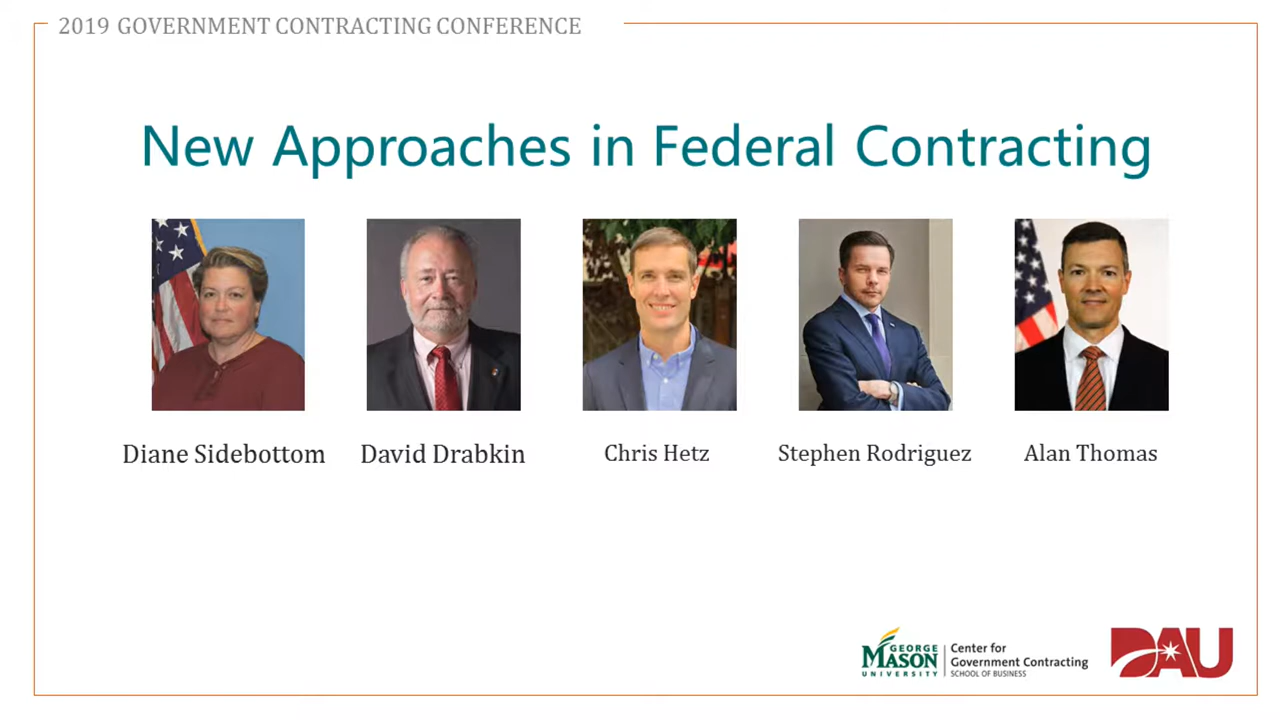 2019 GOVERNMENT CONTRACTING CONFERENCE
New Approaches in Federal Contracting
Diane Sidebottom
David Drabkin
Chris Hetz
Stephen Rodriguez
Alan Thomas
GEORGE
MASON
UNIVERSITY
Center for
Government Contracting
SCHOOL OF BUSINESS
DAU